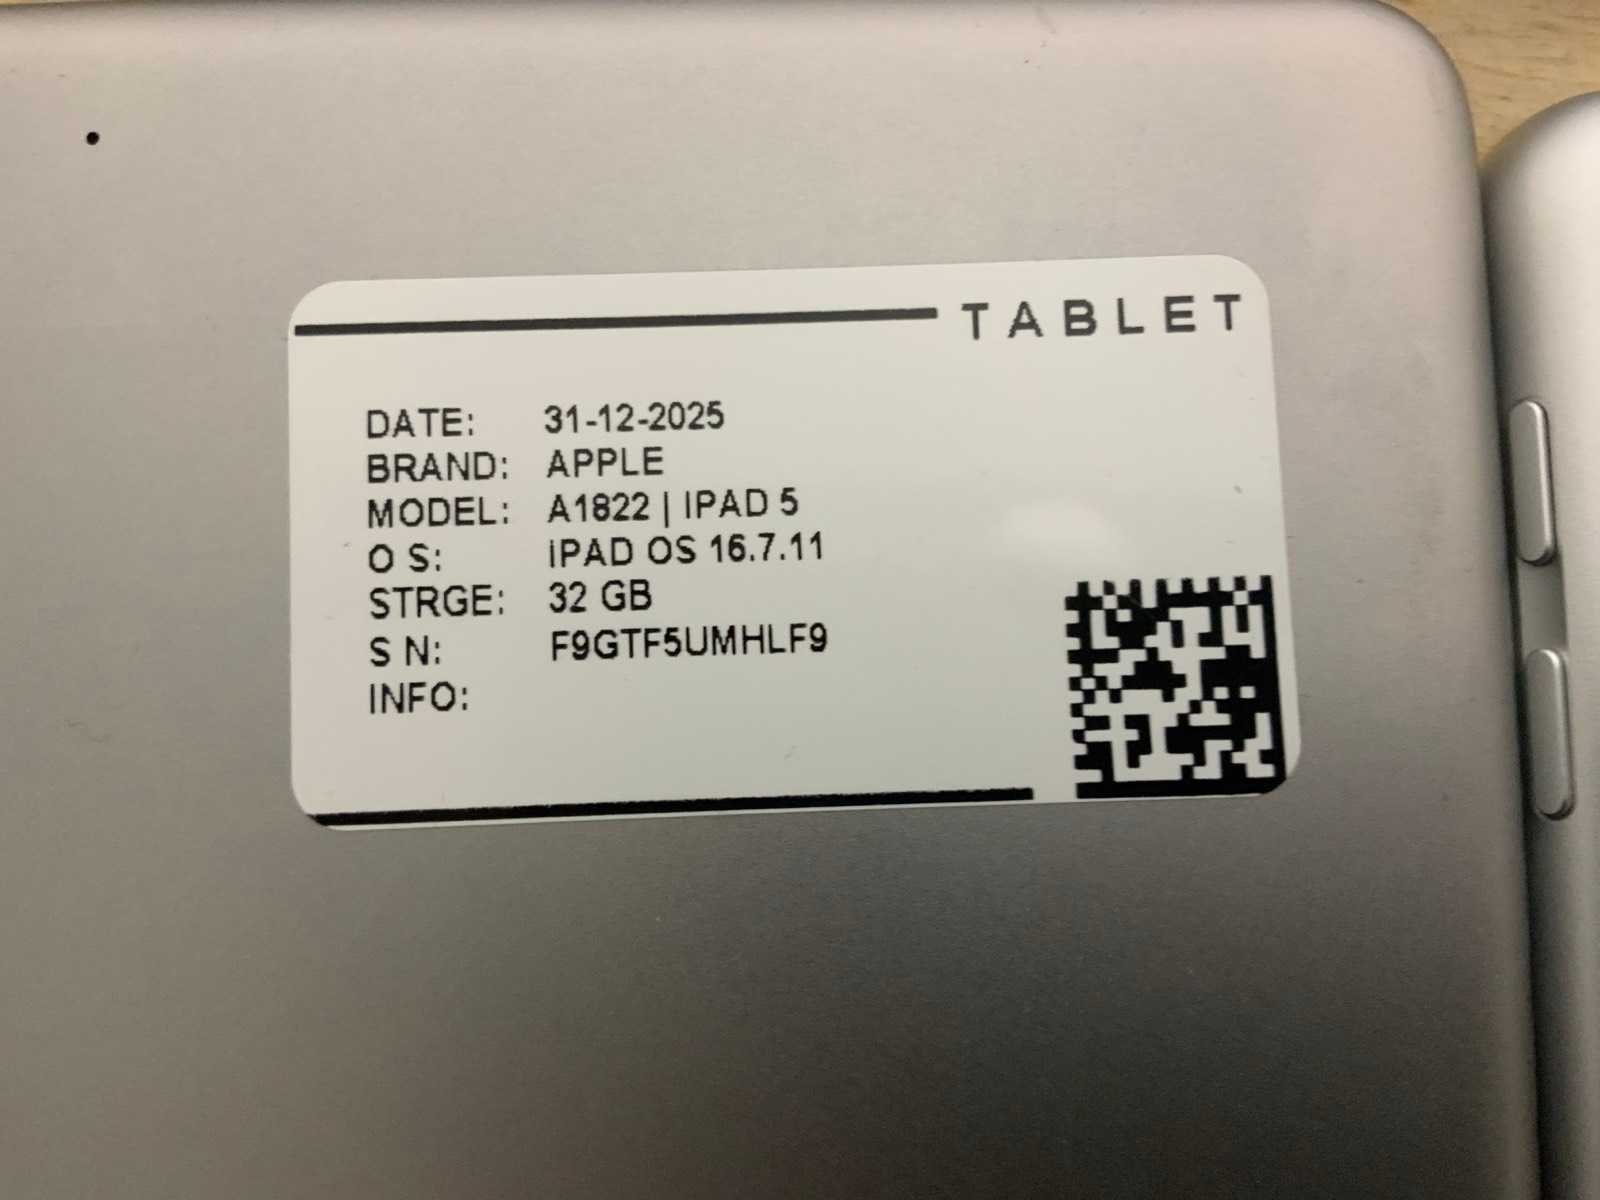 TABLET
DATE: 31-12-2025
BRAND: APPLE
MODEL: A1822 | IPAD 5
O S: iPAD OS 16.7.11
STRGE: 32 GB
S N: F9GTF5UMHLF9
INFO: